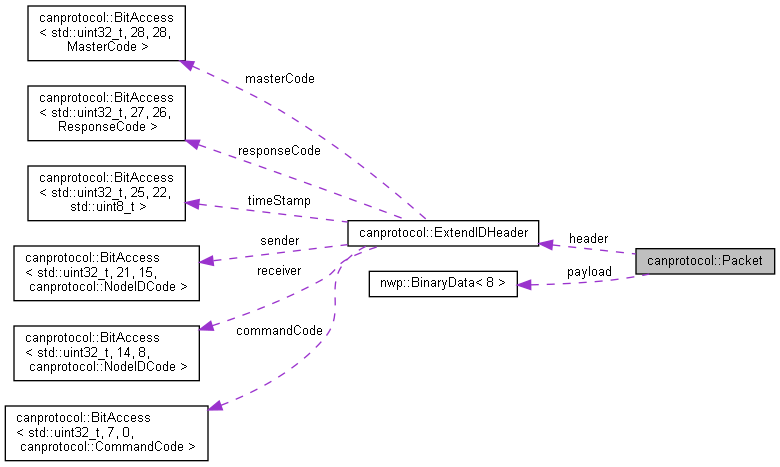 canprotocol::BitAccess
< std::uint32_t, 28, 28,
MasterCode >
masterCode
canprotocol::BitAccess
< std::uint32_t, 27, 26,
ResponseCode >
responseCode
canprotocol::BitAccess
< std::uint32_t, 25, 22,
std::uint8_t >
timeStamp
canprotocol::ExtendIDHeader
header
canprotocol::BitAccess
< std::uint32_t, 21, 15,
canprotocol::NodeIDCode >
sender
receiver
nwp::BinaryData< 8 >
payload
canprotocol::Packet
canprotocol::BitAccess
< std::uint32_t, 14, 8,
canprotocol::NodeIDCode >
commandCode
canprotocol::BitAccess
< std::uint32_t, 7, 0,
canprotocol::CommandCode >